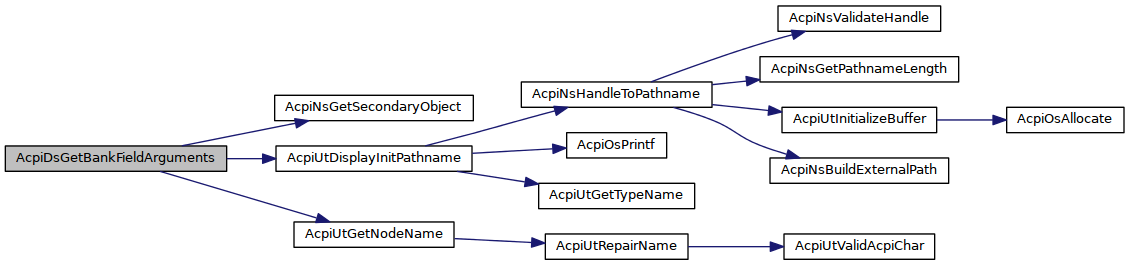 AcpiNsValidateHandle
AcpiNsGetPathnameLength
AcpiNsHandleToPathname
AcpiNsGetSecondaryObject
AcpiUtInitializeBuffer
AcpiOsAllocate
AcpiOsPrintf
AcpiDsGetBankFieldArguments
AcpiUtDisplayInitPathname
AcpiNsBuildExternalPath
AcpiUtGetTypeName
AcpiUtGetNodeName
AcpiUtRepairName
AcpiUtValidAcpiChar